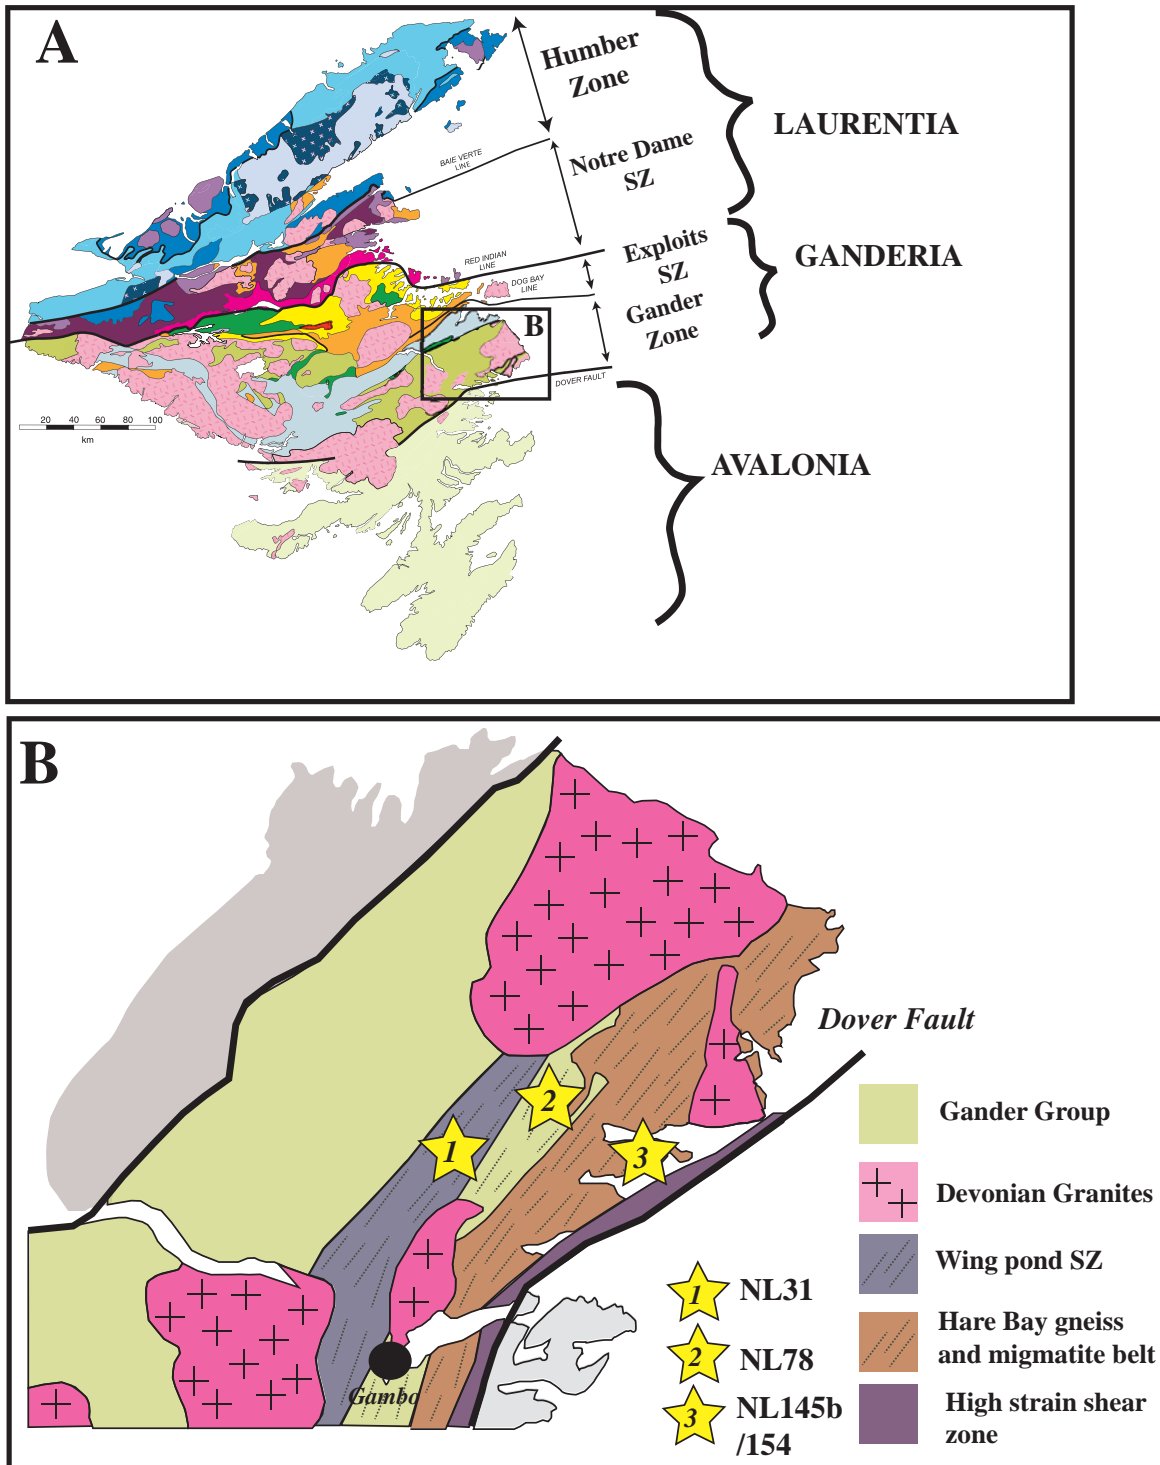 A
Humber
Zone
LAURENTIA
Notre Dame
SZ
BAIE VERTE
LINE
Exploits
SZ
GANDERIA
RED INDIAN
LINE
DOG BAY
LINE
Gander
Zone
B
DOVER FAULT
20 40 60 80 100
km
AVALONIA
B
Dover Fault
2
1
3
Gambo
Gander Group
Devonian Granites
Wing pond SZ
Hare Bay gneiss
and migmatite belt
High strain shear
zone
1 NL31
2 NL78
3 NL145b
/154